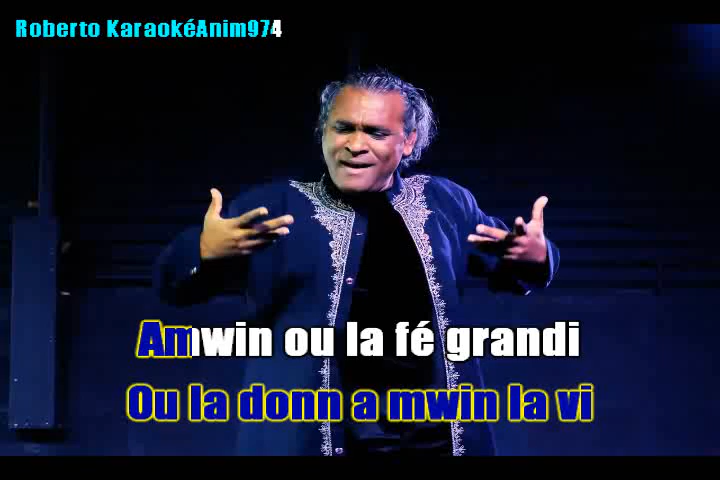 Roberto KaraokéAnim974
Amwin ou la fé grandi
Ou la donn a mwin la vi